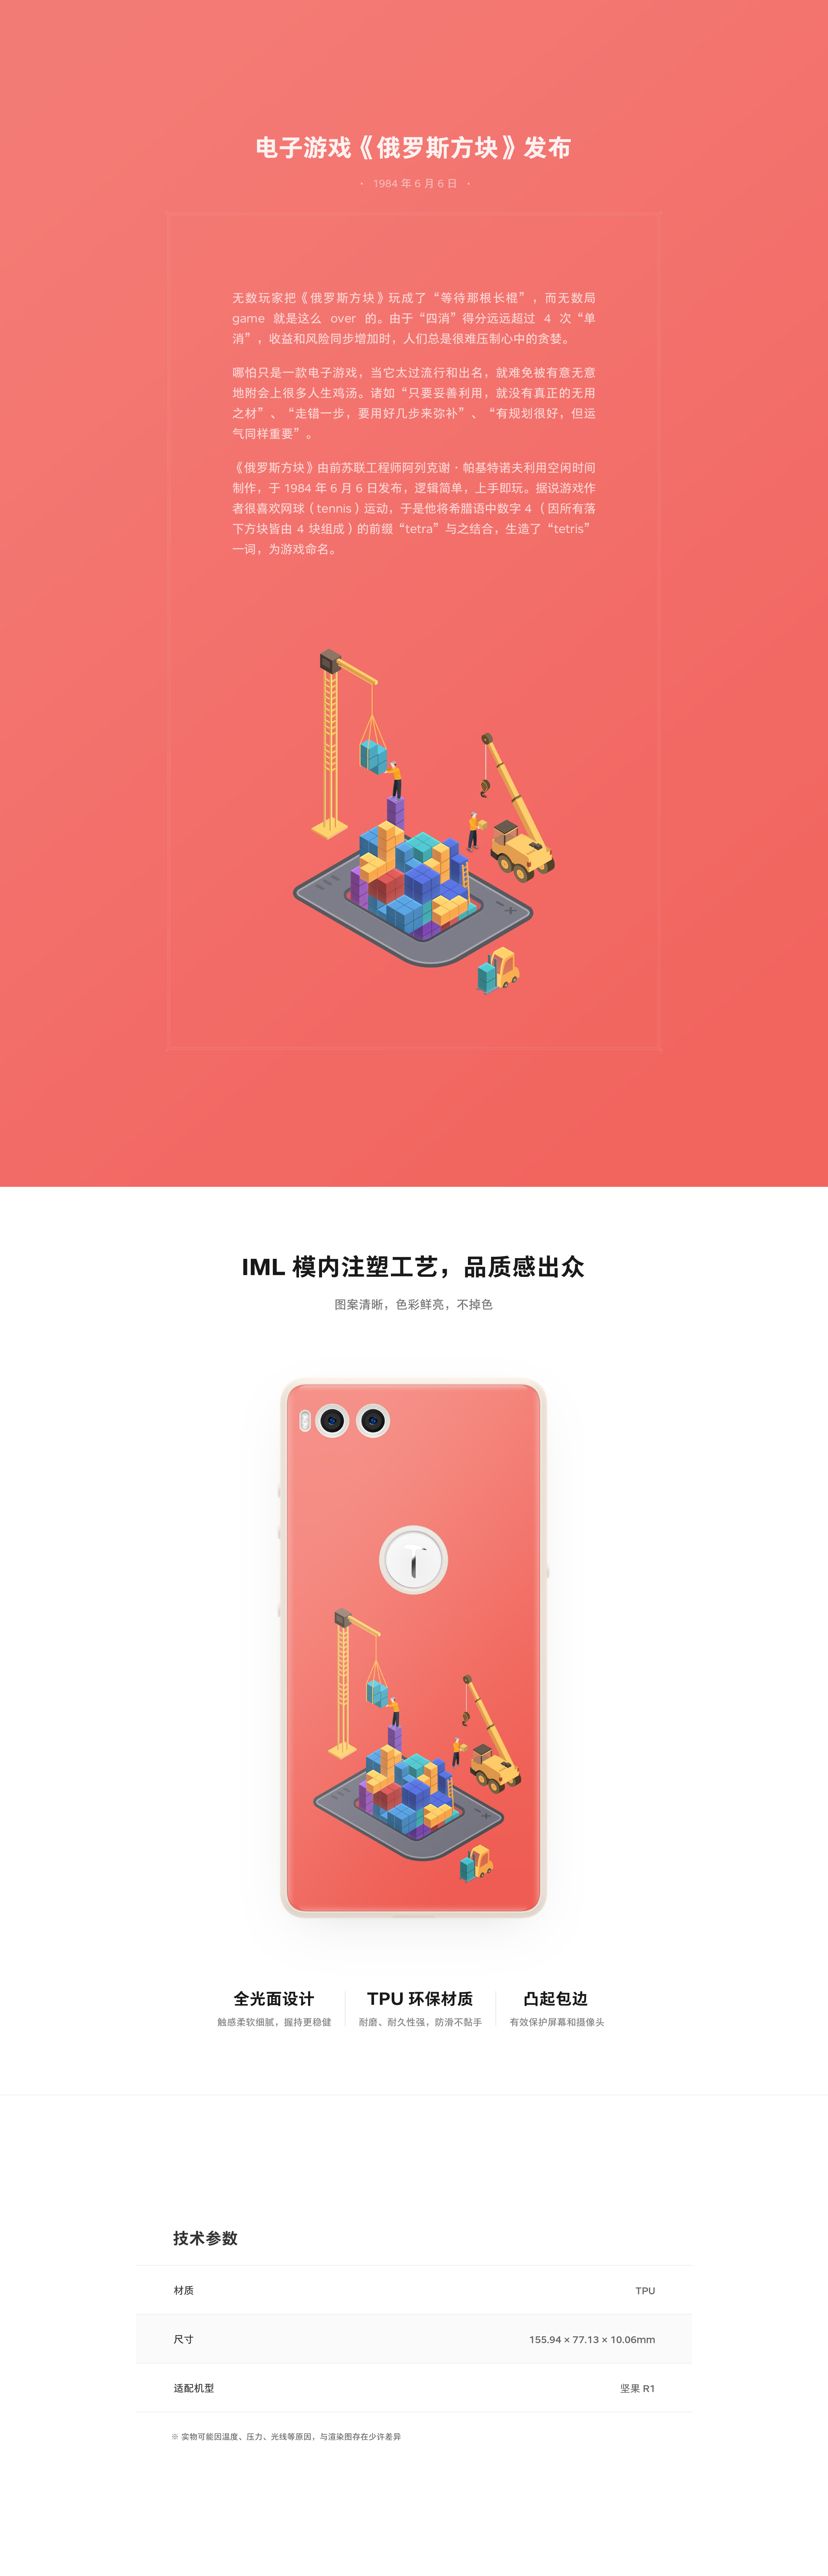 电子游戏《俄罗斯方块》发布
· 1984 年 6 月 6 日 ·
无数玩家把《俄罗斯方块》玩成了“等待那根长棍”，而无数局
game 就是这么 over 的。由于“四消”得分远远超过 4 次“单
消”，收益和风险同步增加时，人们总是很难压制心中的贪婪。
哪怕只是一款电子游戏，当它太过流行和出名，就难免被有意无意
地附会上很多人生鸡汤。诸如“只要妥善利用，就没有真正的无用
之材”、“走错一步，要用好几步来弥补”、“有规划很好，但运
气同样重要”。
《俄罗斯方块》由前苏联工程师阿列克谢·帕基特诺夫利用空闲时间
制作，于 1984 年 6 月 6 日发布，逻辑简单，上手即玩。据说游戏作
者很喜欢网球（tennis）运动，于是他将希腊语中数字 4（因所有落
下方块皆由 4 块组成）的前缀“tetra”与之结合，生造了“tetris”
一词，为游戏命名。
IML 模内注塑工艺，品质感出众
图案清晰，色彩鲜亮，不掉色
全光面设计
触感柔软细腻，握持更稳健
TPU 环保材质
耐磨、耐久性强，防滑不黏手
凸起包边
有效保护屏幕和摄像头
技术参数
材质 TPU
尺寸 155.94 × 77.13 × 10.06mm
适配机型 坚果 R1
※ 实物可能因温度、压力、光线等原因，与渲染图存在少许差异